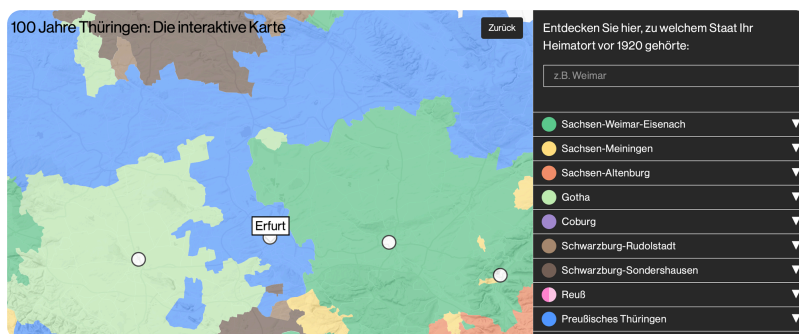 100 Jahre Thüringen: Die interaktive Karte
Zurück
Erfurt
Entdecken Sie hier, zu welchem Staat Ihr
Heimatort vor 1920 gehörte:
z.B. Weimar
Sachsen-Weimar-Eisenach
Sachsen-Meiningen
Sachsen-Altenburg
Gotha
Coburg
Schwarzburg-Rudolstadt
Schwarzburg-Sondershausen
Reuß
Preußisches Thüringen